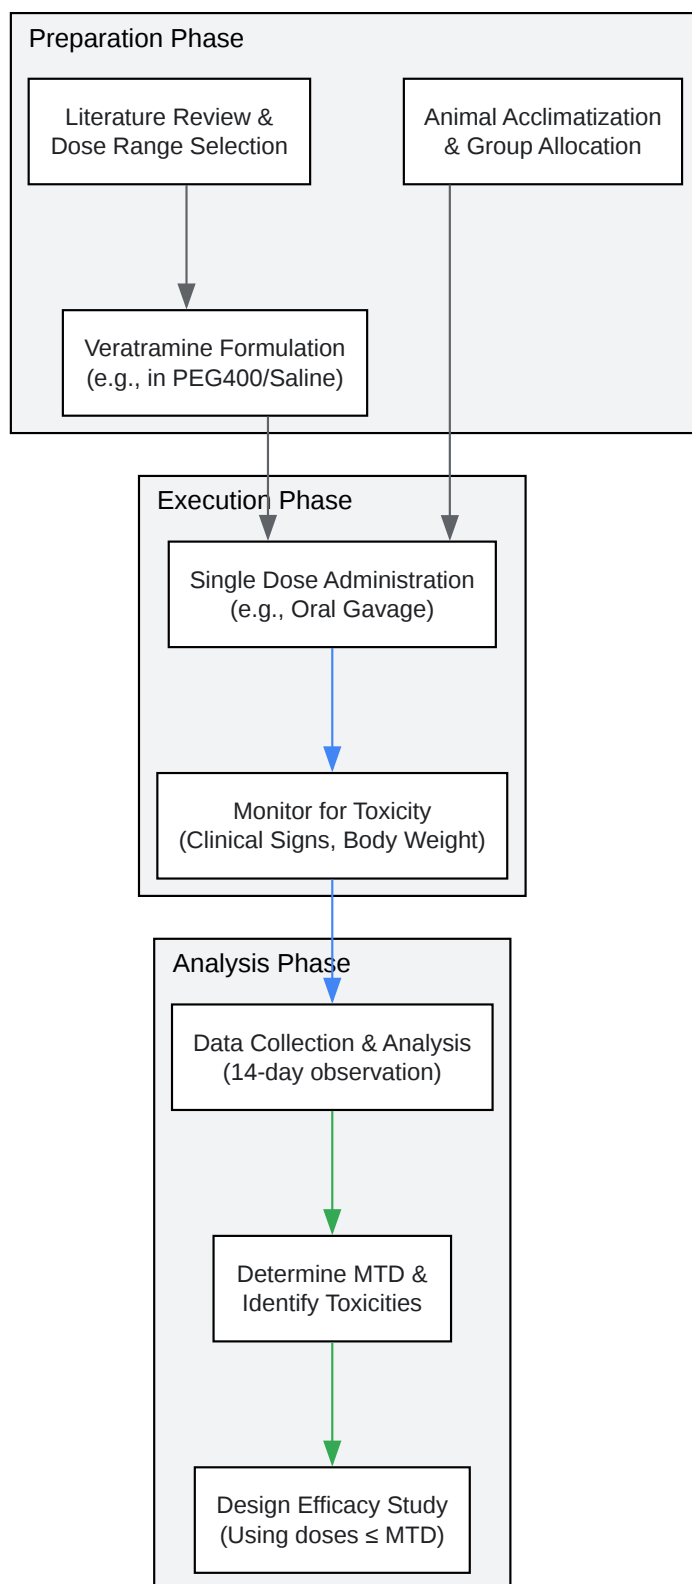 Preparation Phase
Literature Review &
Dose Range Selection
Animal Acclimatization
& Group Allocation
Veratramine Formulation
(e.g., in PEG400/Saline)
Execution Phase
Single Dose Administration
(e.g., Oral Gavage)
Monitor for Toxicity
(Clinical Signs, Body Weight)
Analysis Phase
Data Collection & Analysis
(14-day observation)
Determine MTD &
Identify Toxicities
Design Efficacy Study
(Using doses ≤ MTD)